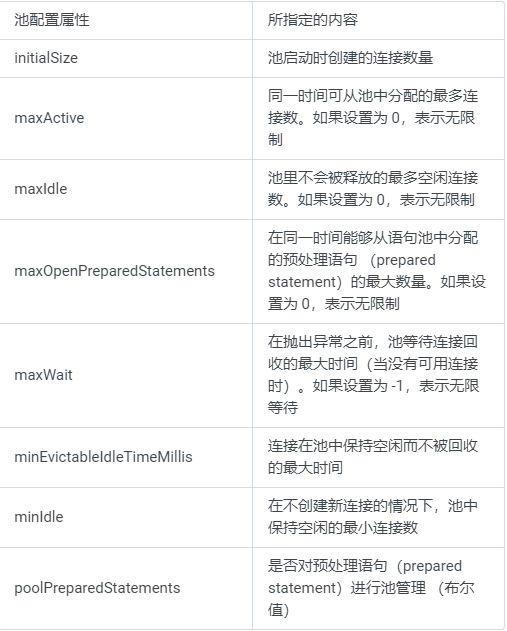 池配置属性
所指定的内容
initialSize
池启动时创建的连接数量
maxActive
同一时间可从池中分配的最多连
接数。如果设置为 0，表示无限
制
maxIdle
池里不会被释放的最多空闲连接
数。如果设置为 0，表示无限制
maxOpenPreparedStatements
在同一时间能够从语句池中分配
的预处理语句 （prepared
statement）的最大数量。如果设
置为 0，表示无限制
maxWait
在抛出异常之前，池等待连接回
收的最大时间（当没有可用连接
时）。如果设置为 -1，表示无限
等待
minEvictableIdleTimeMillis
连接在池中保持空闲而不被回收
的最大时间
minIdle
在不创建新连接的情况下，池中
保持空闲的最小连接数
poolPreparedStatements
是否对预处理语句（prepared
statement）进行池管理 （布尔
值）